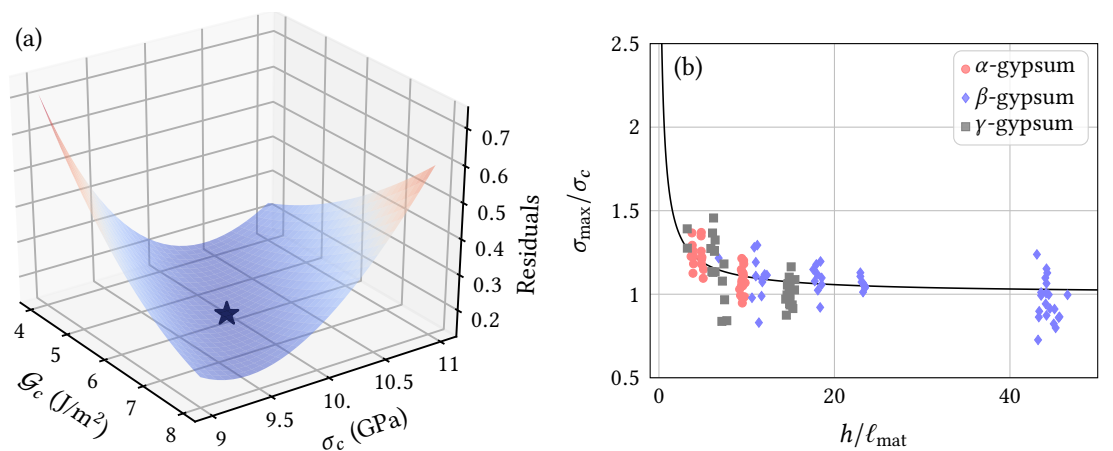 (a)
0.7
0.6
0.5
0.4
0.3
0.2
Residuals
4
5
6
7
8
𝒢c (J/m²)
9
9.5
10.
10.5
11
σc (GPa)
(b)
α-gypsum
β-gypsum
γ-gypsum
2.5
2
1.5
1
0.5
σmax/σc
0 20 40
h/ℓmat